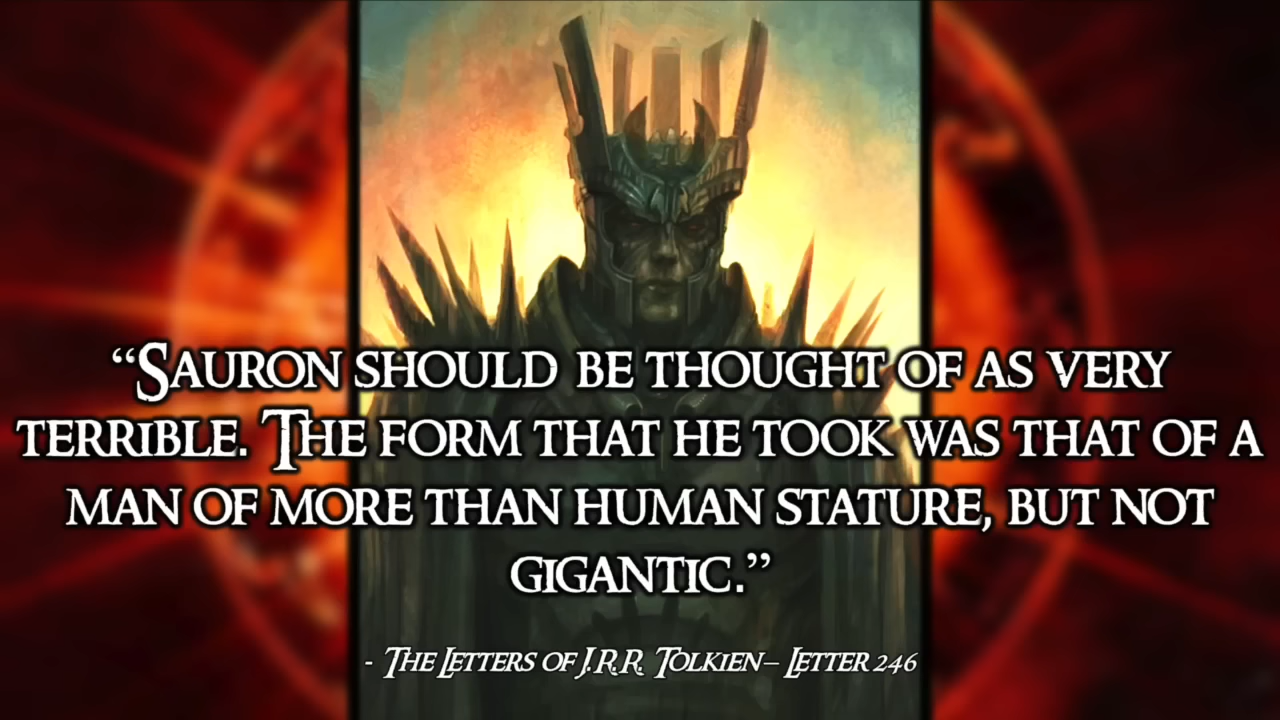 “Sauron should be thought of as very
terrible. The form that he took was that of a
man of more than human stature, but not
gigantic.”
- The Letters of J.R.R. Tolkien– Letter 246